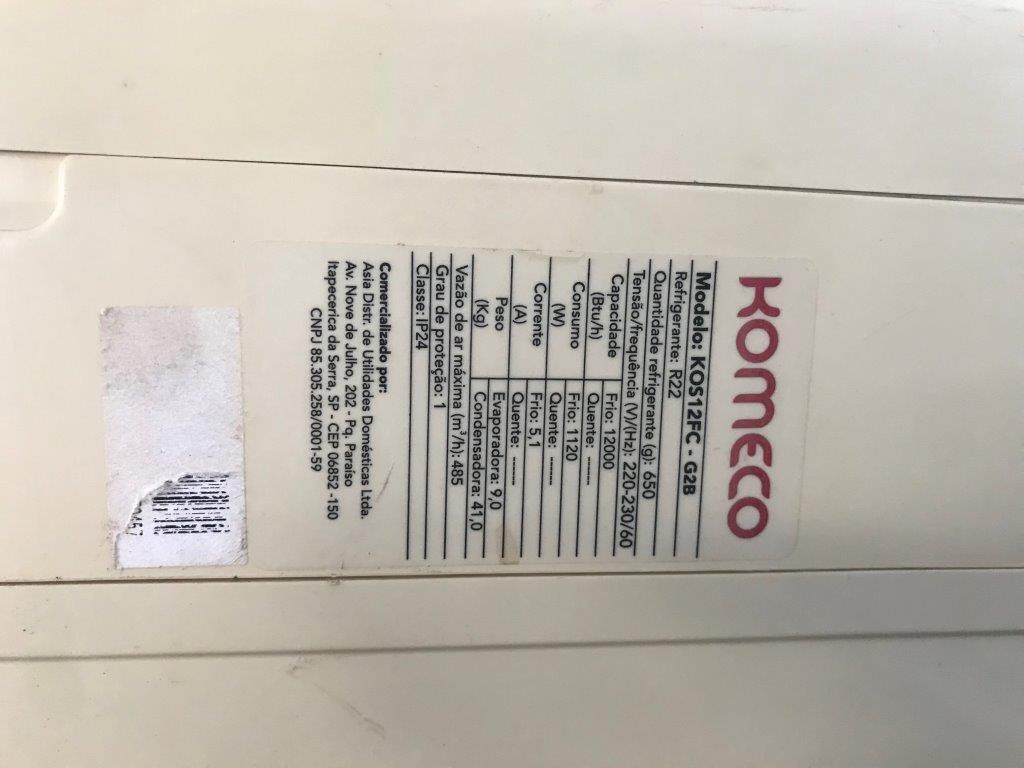 KOMECO
Modelo: KOS12FC - G2B
Refrigerante: R22
Quantidade refrigerante (g): 650
Tensão/frequência (V)/(Hz): 220-230/60
Capacidade (Btu/h)
Frio: 12000
Quente: -----
Consumo (W)
Frio: 1120
Quente: -----
Corrente (A)
Frio: 5,1
Quente: -----
Peso (Kg)
Evaporadora: 9,0
Condensadora: 41,0
Vazão de ar máxima (m³/h): 485
Grau de proteção: 1
Classe: IP24
Comercializado por:
Asia Distr. de Utilidades Domésticas Ltda.
Av. Nove de Julho, 202 - Pq. Paraiso
Itapecerica da Serra, SP - CEP 06852 -150
CNPJ 85.305.258/0001-59